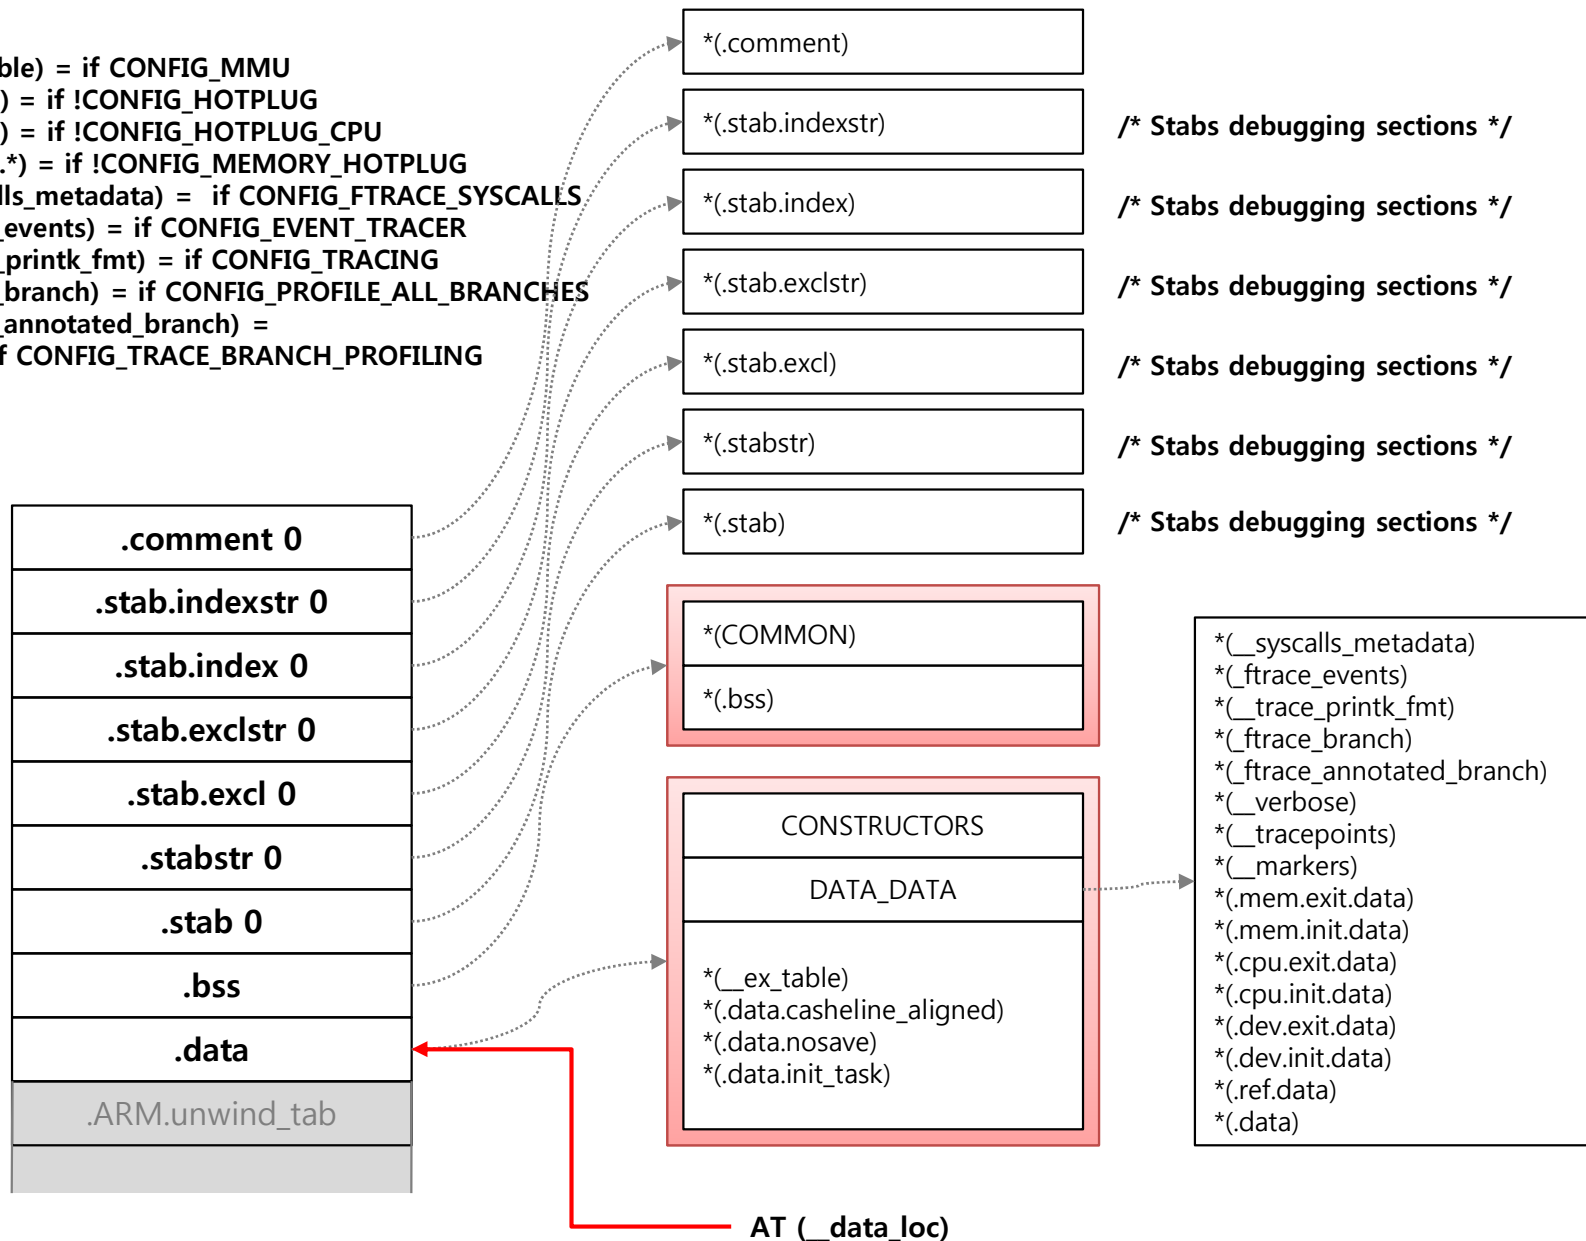 ble) = if CONFIG_MMU
) = if !CONFIG_HOTPLUG
) = if !CONFIG_HOTPLUG_CPU
.*) = if !CONFIG_MEMORY_HOTPLUG
lls_metadata) =  if CONFIG_FTRACE_SYSCALLS
_events) = if CONFIG_EVENT_TRACER
_printk_fmt) = if CONFIG_TRACING
_branch) = if CONFIG_PROFILE_ALL_BRANCHES
_annotated_branch) =
f CONFIG_TRACE_BRANCH_PROFILING
*(.comment)
*(.stab.indexstr)
/* Stabs debugging sections */
*(.stab.index)
/* Stabs debugging sections */
*(.stab.exclstr)
/* Stabs debugging sections */
*(.stab.excl)
/* Stabs debugging sections */
*(.stabstr)
/* Stabs debugging sections */
*(.stab)
/* Stabs debugging sections */
.comment 0
.stab.indexstr 0
.stab.index 0
.stab.exclstr 0
.stab.excl 0
.stabstr 0
.stab 0
.bss
.data
.ARM.unwind_tab
*(COMMON)
*(.bss)
CONSTRUCTORS
DATA_DATA
*(__ex_table)
*(.data.casheline_aligned)
*(.data.nosave)
*(.data.init_task)
*(__syscalls_metadata)
*(_ftrace_events)
*(__trace_printk_fmt)
*(_ftrace_branch)
*(_ftrace_annotated_branch)
*(__verbose)
*(__tracepoints)
*(__markers)
*(.mem.exit.data)
*(.mem.init.data)
*(.cpu.exit.data)
*(.cpu.init.data)
*(.dev.exit.data)
*(.dev.init.data)
*(.ref.data)
*(.data)
AT (__data_loc)